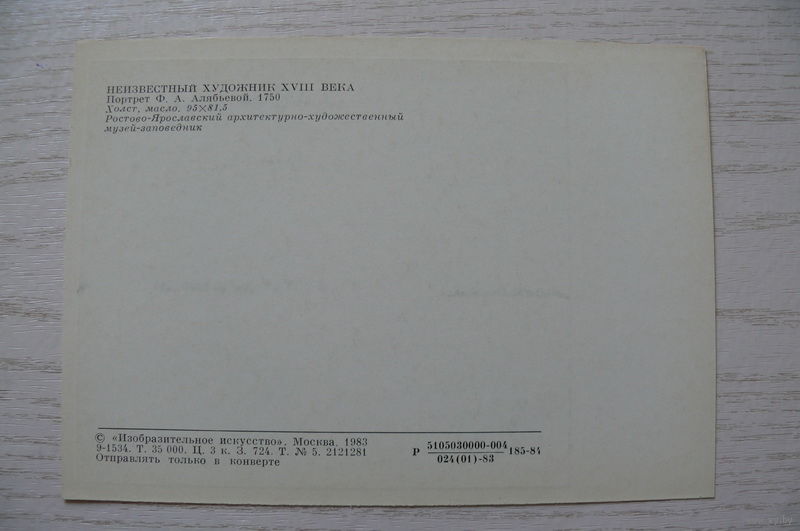 НЕИЗВЕСТНЫЙ ХУДОЖНИК XVIII ВЕКА
Портрет Ф. А. Алябьевой. 1750
Холст, масло. 95×81,5
Ростово-Ярославский архитектурно-художественный
музей-заповедник
© «Изобразительное искусство». Москва. 1983
9-1534. Т. 35 000. Ц. 3 к. З. 724. Т. № 5. 2121281
Отправлять только в конверте
Р 5105030000-004 185-84
024(01)-83